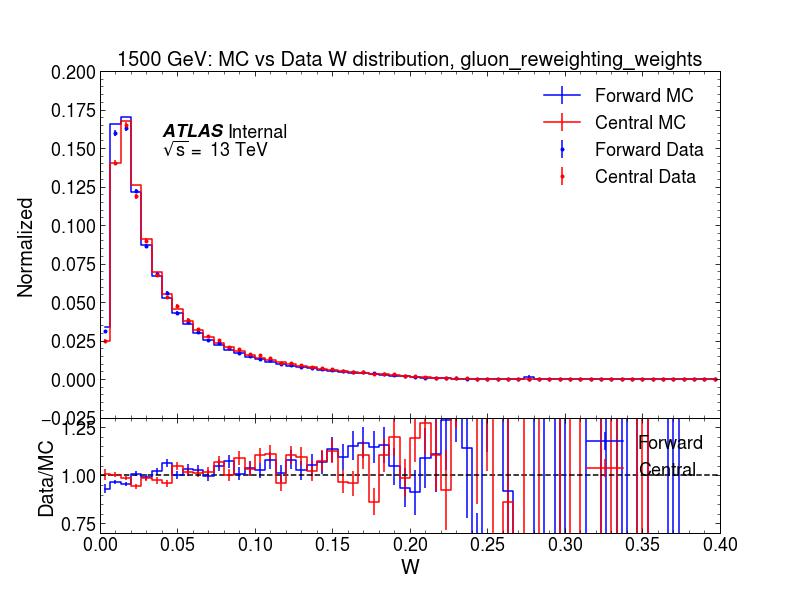 1500 GeV: MC vs Data W distribution, gluon_reweighting_weights
0.200
0.175
0.150
0.125
0.100
0.075
0.050
0.025
0.000
−0.025
Normalized
ATLAS Internal
√s = 13 TeV
Forward MC
Central MC
Forward Data
Central Data
1.25
1.00
0.75
Data/MC
Forward
Central
0.00 0.05 0.10 0.15 0.20 0.25 0.30 0.35 0.40
W